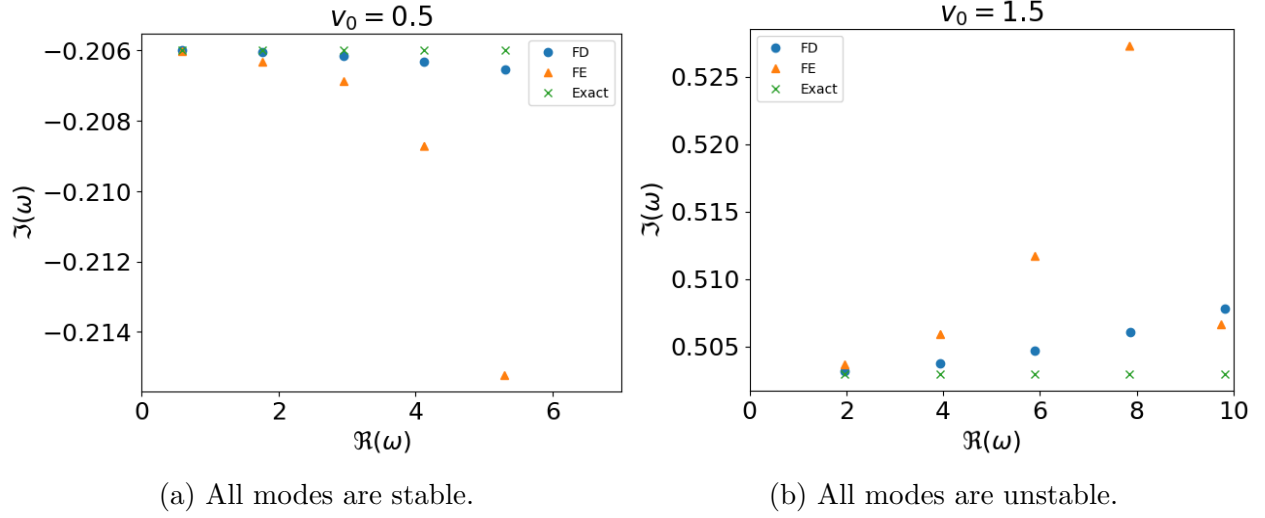 v₀ = 0.5
−0.206
−0.208
−0.210
−0.212
−0.214
ℑ(ω)
0 2 4 6
ℜ(ω)
FD
FE
Exact
(a) All modes are stable.
v₀ = 1.5
0.525
0.520
0.515
0.510
0.505
ℑ(ω)
0 2 4 6 8 10
ℜ(ω)
FD
FE
Exact
(b) All modes are unstable.